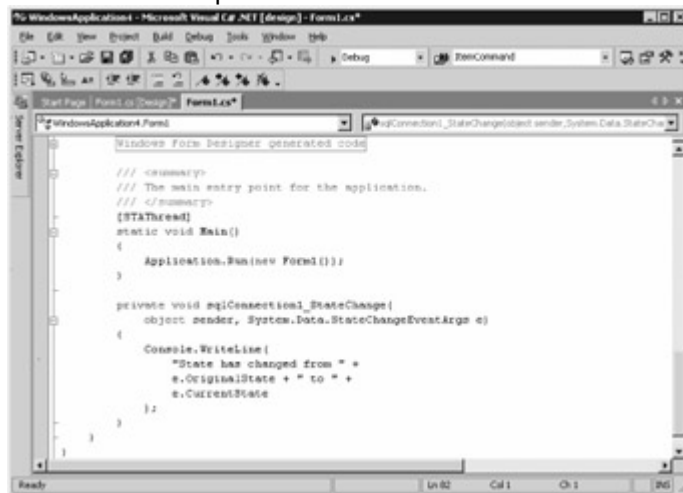 WindowsApplication4 - Microsoft Visual C# .NET [design] - Form1.cs*
File Edit View Project Build Debug Tools Window Help
Debug ItemCommand
Start Page Form1.cs [Design]* Form1.cs*
Server Explorer
WindowsApplication4.Form1 sqlConnection1_StateChange(object sender,System.Data.StateCha
Windows Form Designer generated code
/// <summary>
/// The main entry point for the application.
/// </summary>
[STAThread]
static void Main()
{
Application.Run(new Form1());
}
private void sqlConnection1_StateChange(
object sender, System.Data.StateChangeEventArgs e)
{
Console.WriteLine(
"State has changed from " +
e.OriginalState + " to " +
e.CurrentState
);
}
}
}
Ready Ln 82 Col 1 Ch 1 INS